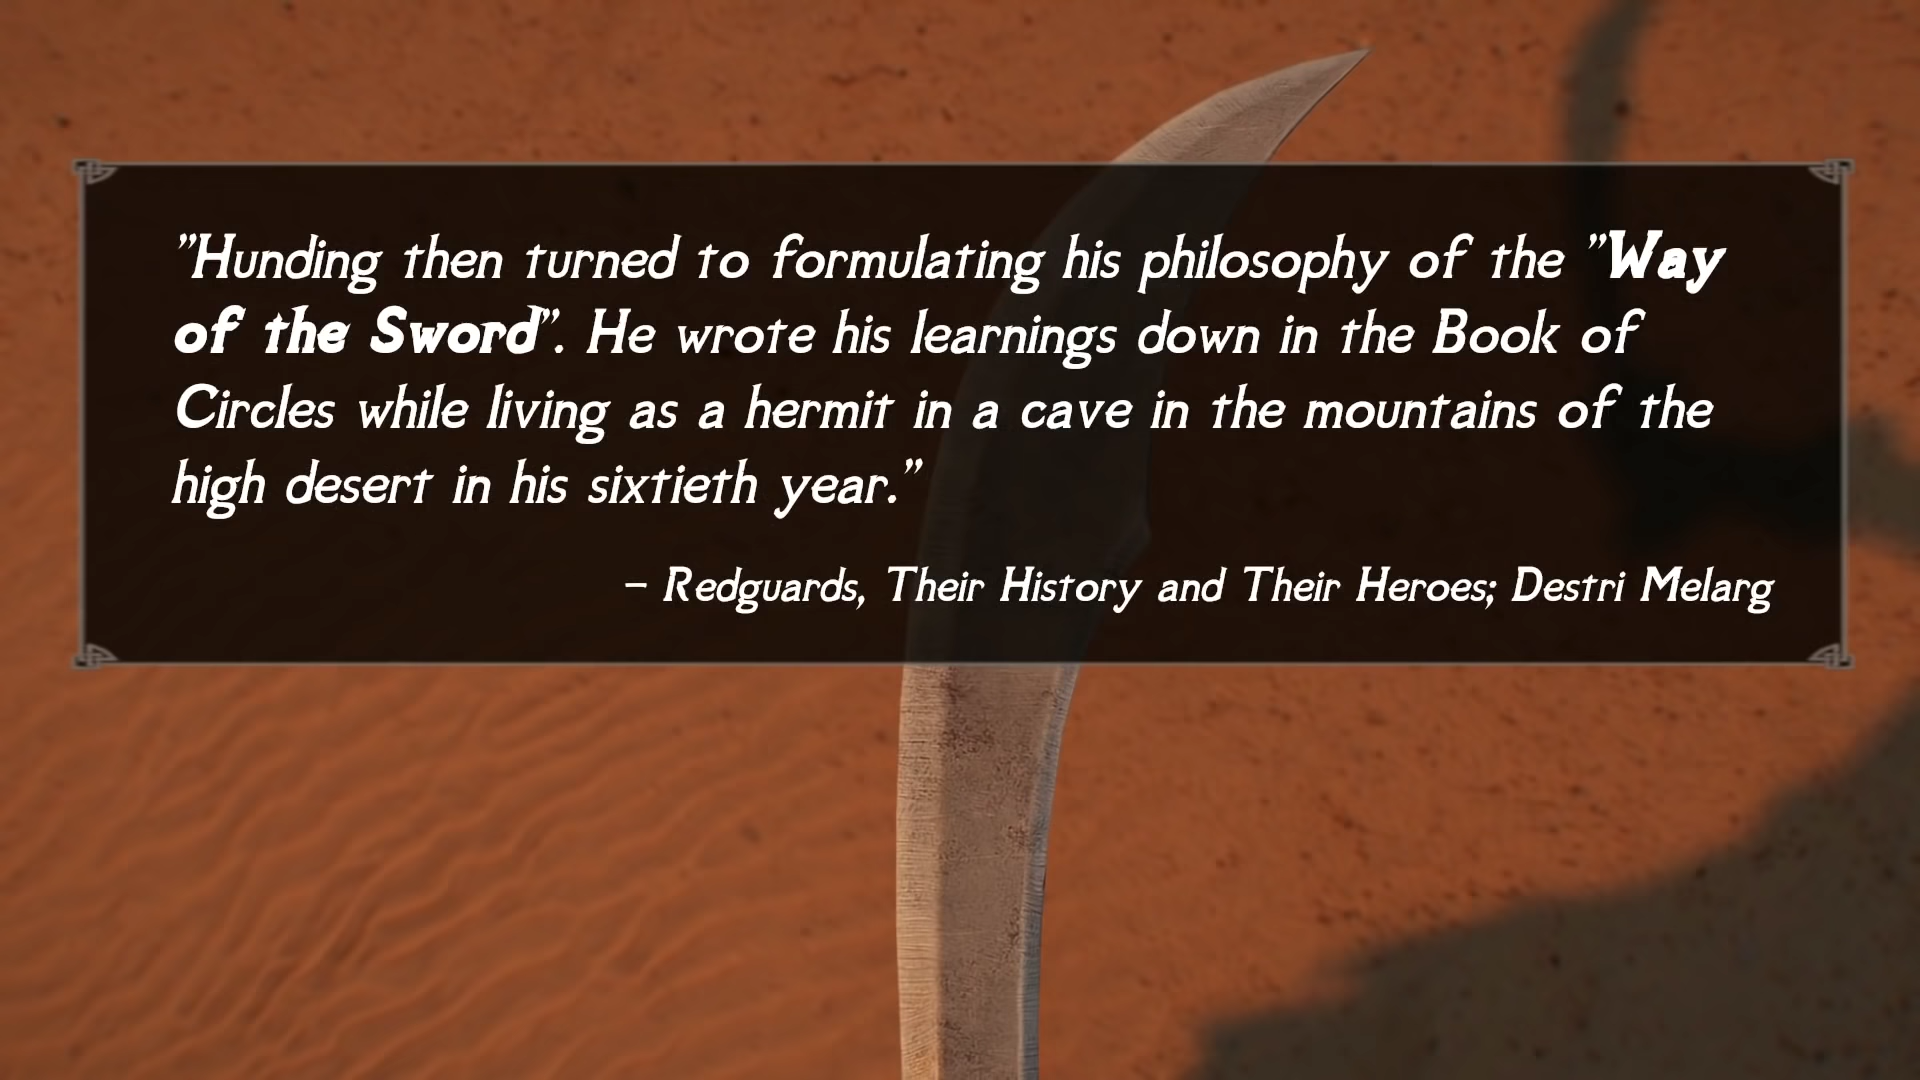 "Hunding then turned to formulating his philosophy of the "Way
of the Sword". He wrote his learnings down in the Book of
Circles while living as a hermit in a cave in the mountains of the
high desert in his sixtieth year."
– Redguards, Their History and Their Heroes; Destri Melarg